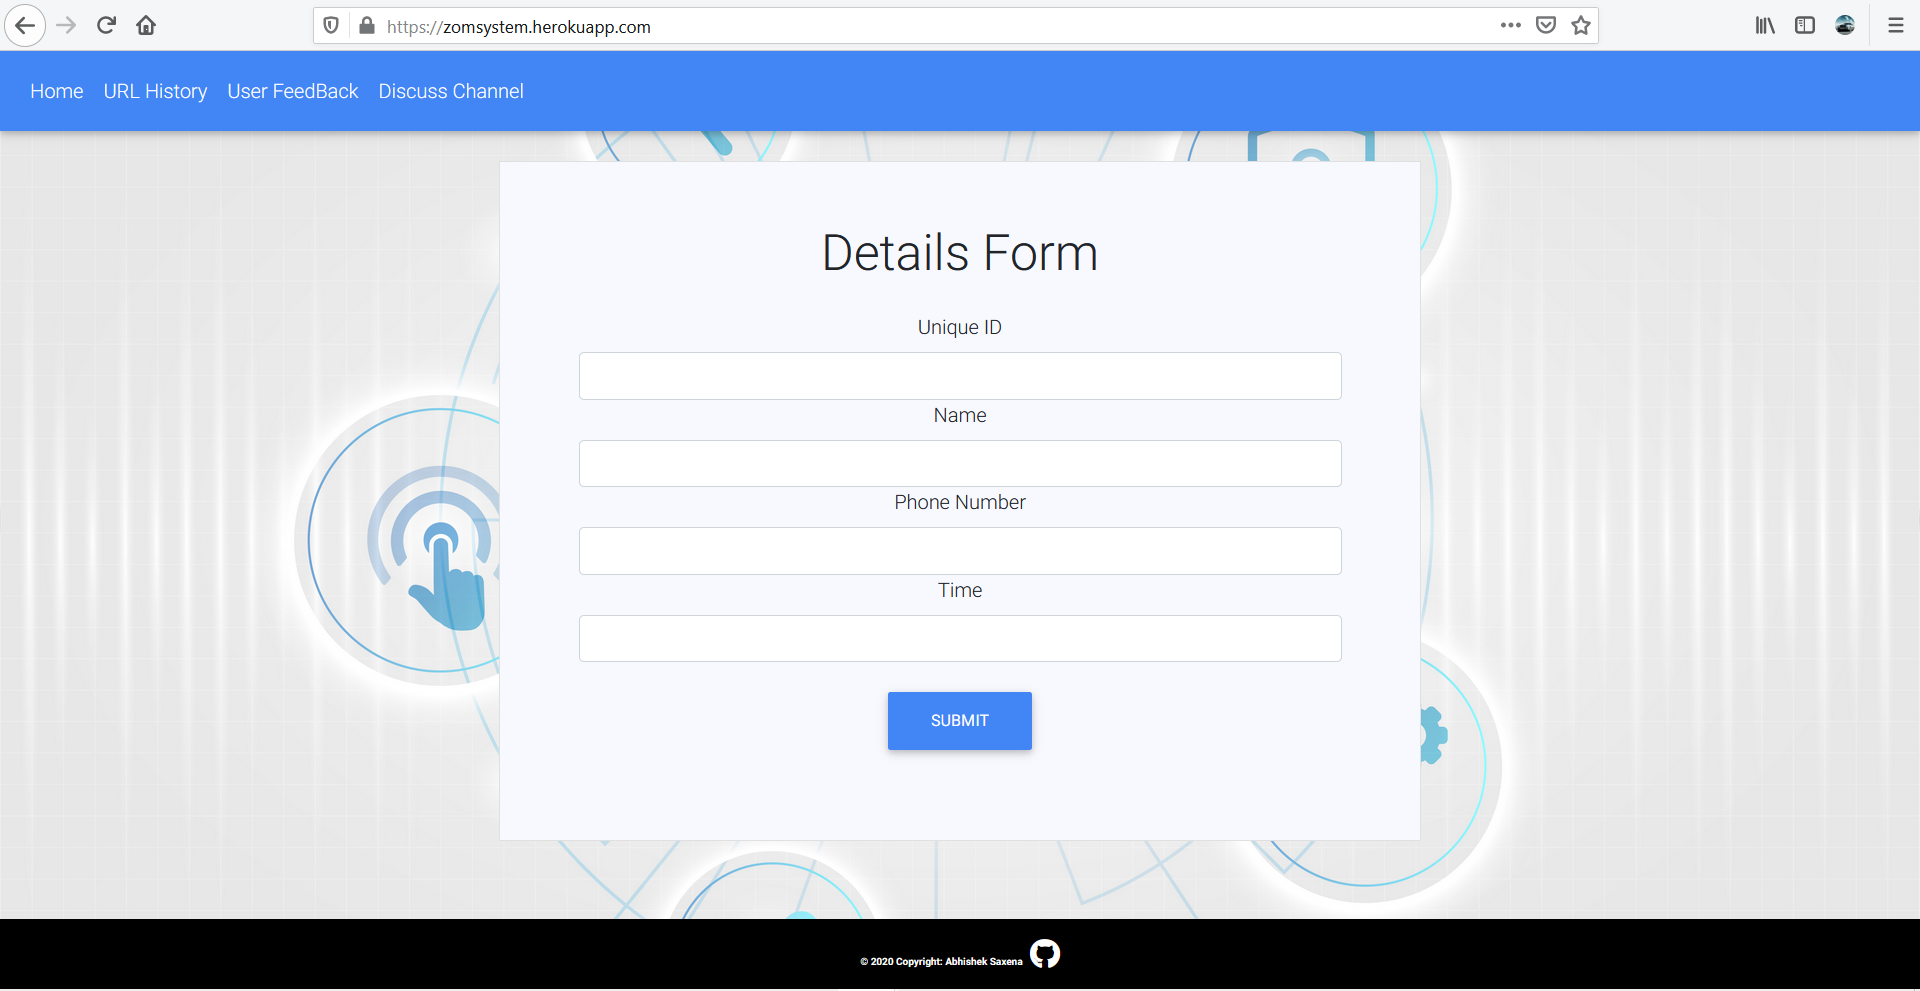 https://zomsystem.herokuapp.com
Home URL History User FeedBack Discuss Channel
Details Form
Unique ID
Name
Phone Number
Time
SUBMIT
© 2020 Copyright: Abhishek Saxena